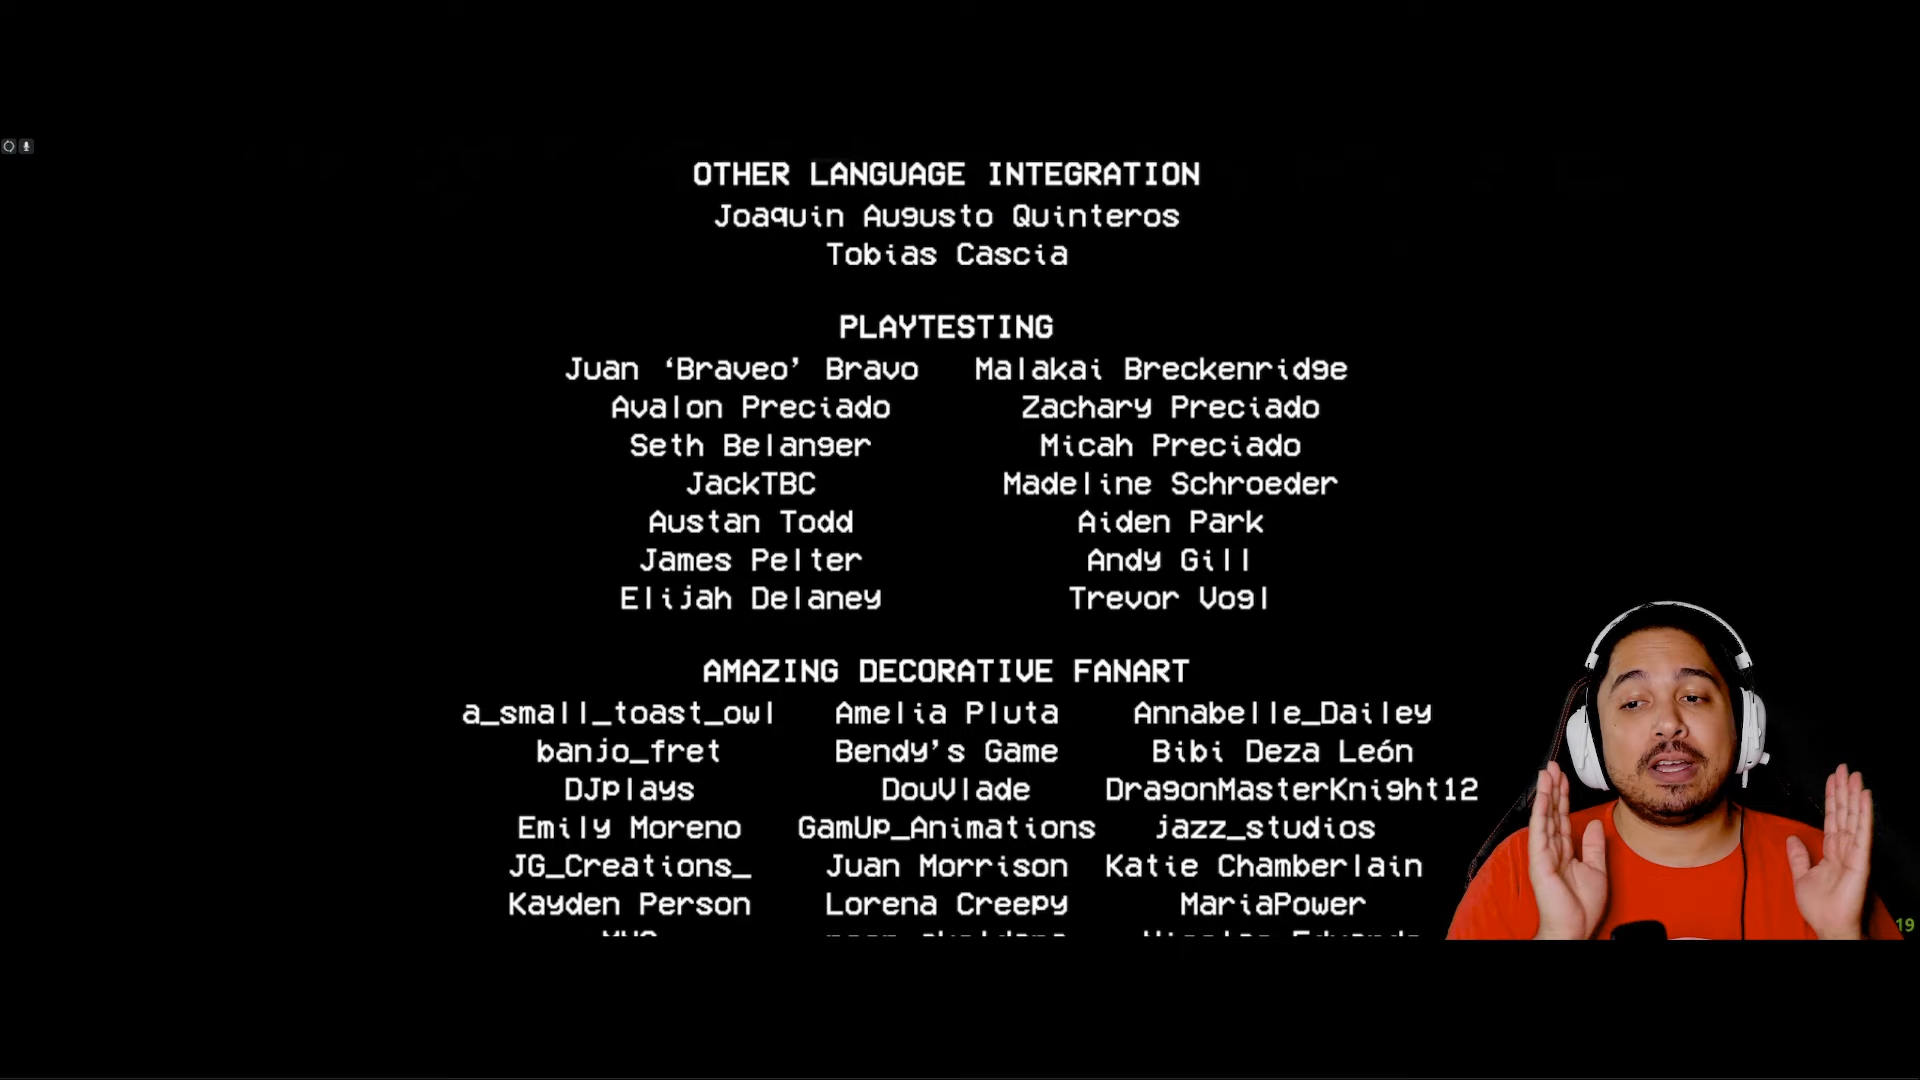 OTHER LANGUAGE INTEGRATION
Joaquin Augusto Quinteros
Tobias Cascia
PLAYTESTING
Juan ‘Braveo’ Bravo Malakai Breckenridge
Avalon Preciado Zachary Preciado
Seth Belanger Micah Preciado
JackTBC Madeline Schroeder
Austan Todd Aiden Park
James Pelter Andy Gill
Elijah Delaney Trevor Vogl
AMAZING DECORATIVE FANART
a_small_toast_owl Amelia Pluta Annabelle_Dailey
banjo_fret Bendy’s Game Bibi Deza León
DJplays DouVlade DragonMasterKnight12
Emily Moreno GamUp_Animations jazz_studios
JG_Creations_ Juan Morrison Katie Chamberlain
Kayden Person Lorena Creepy MariaPower
19